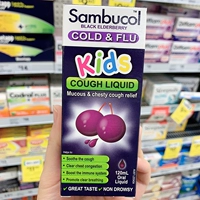 Sambucol
BLACK ELDERBERRY
COLD & FLU
Kids
COUGH LIQUID
Mucous & chesty cough relief
Soothe the cough
Clear chest congestion
Boost the immune system
Promote clear breathing
GREAT TASTE
NON DROWSY
120mL
Oral
Liquid